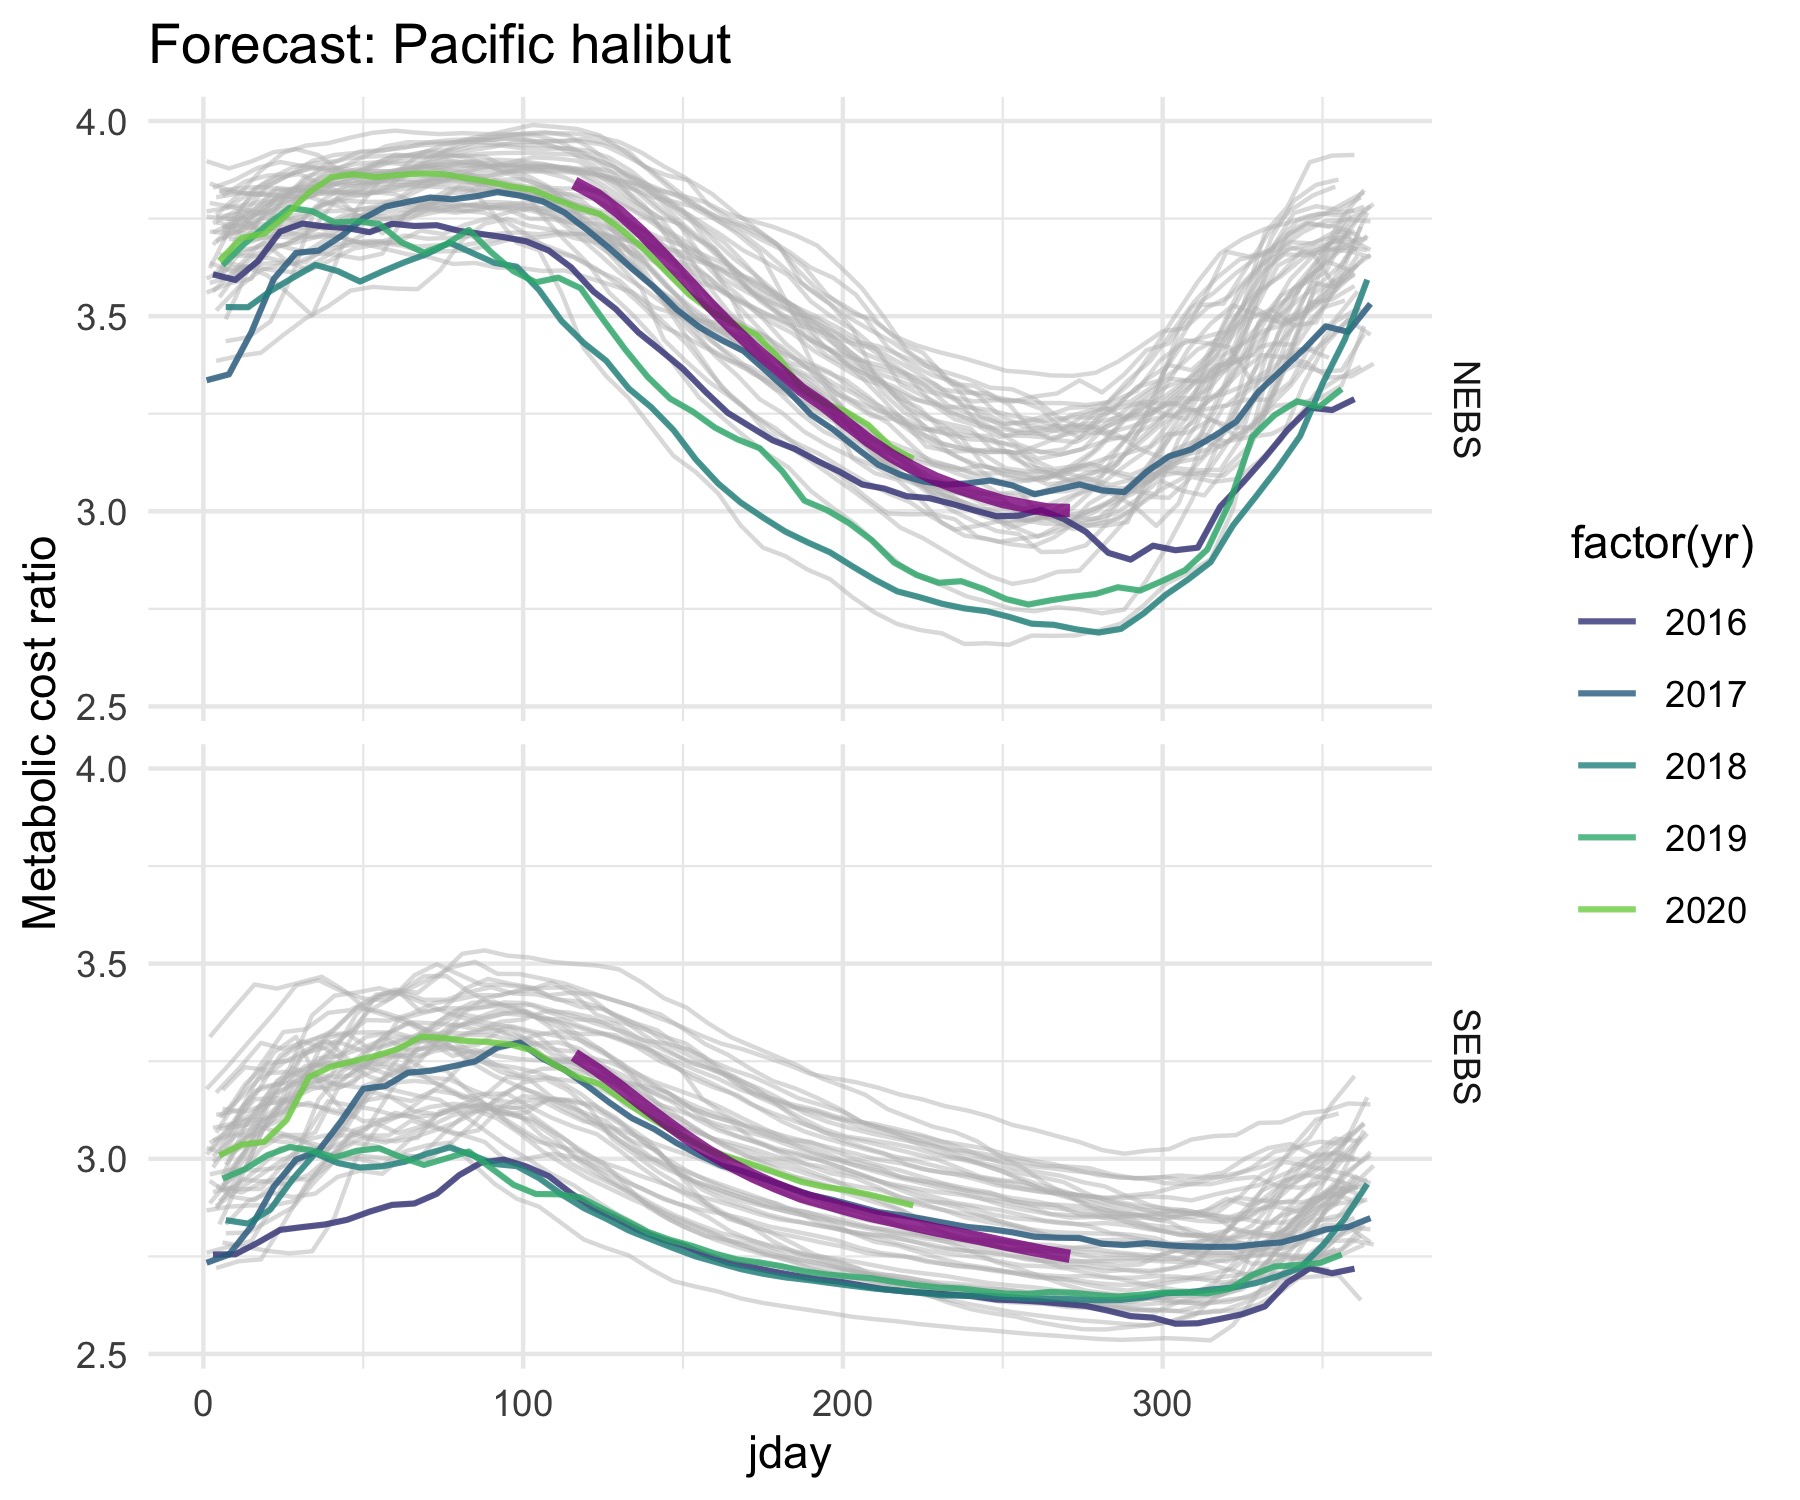 Forecast: Pacific halibut
Metabolic cost ratio
4.0
3.5
3.0
2.5
NEBS
4.0
3.5
3.0
2.5
SEBS
0 100 200 300
jday
factor(yr)
2016
2017
2018
2019
2020